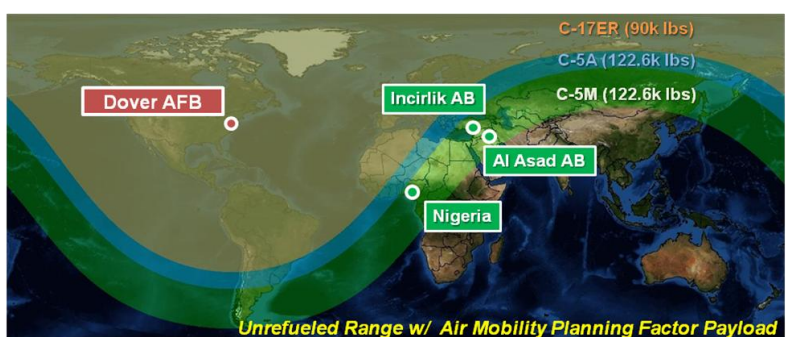 C-17ER (90k lbs)
C-5A (122.6k lbs)
C-5M (122.6k lbs)
Dover AFB
Incirlik AB
Al Asad AB
Nigeria
Unrefueled Range w/ Air Mobility Planning Factor Payload